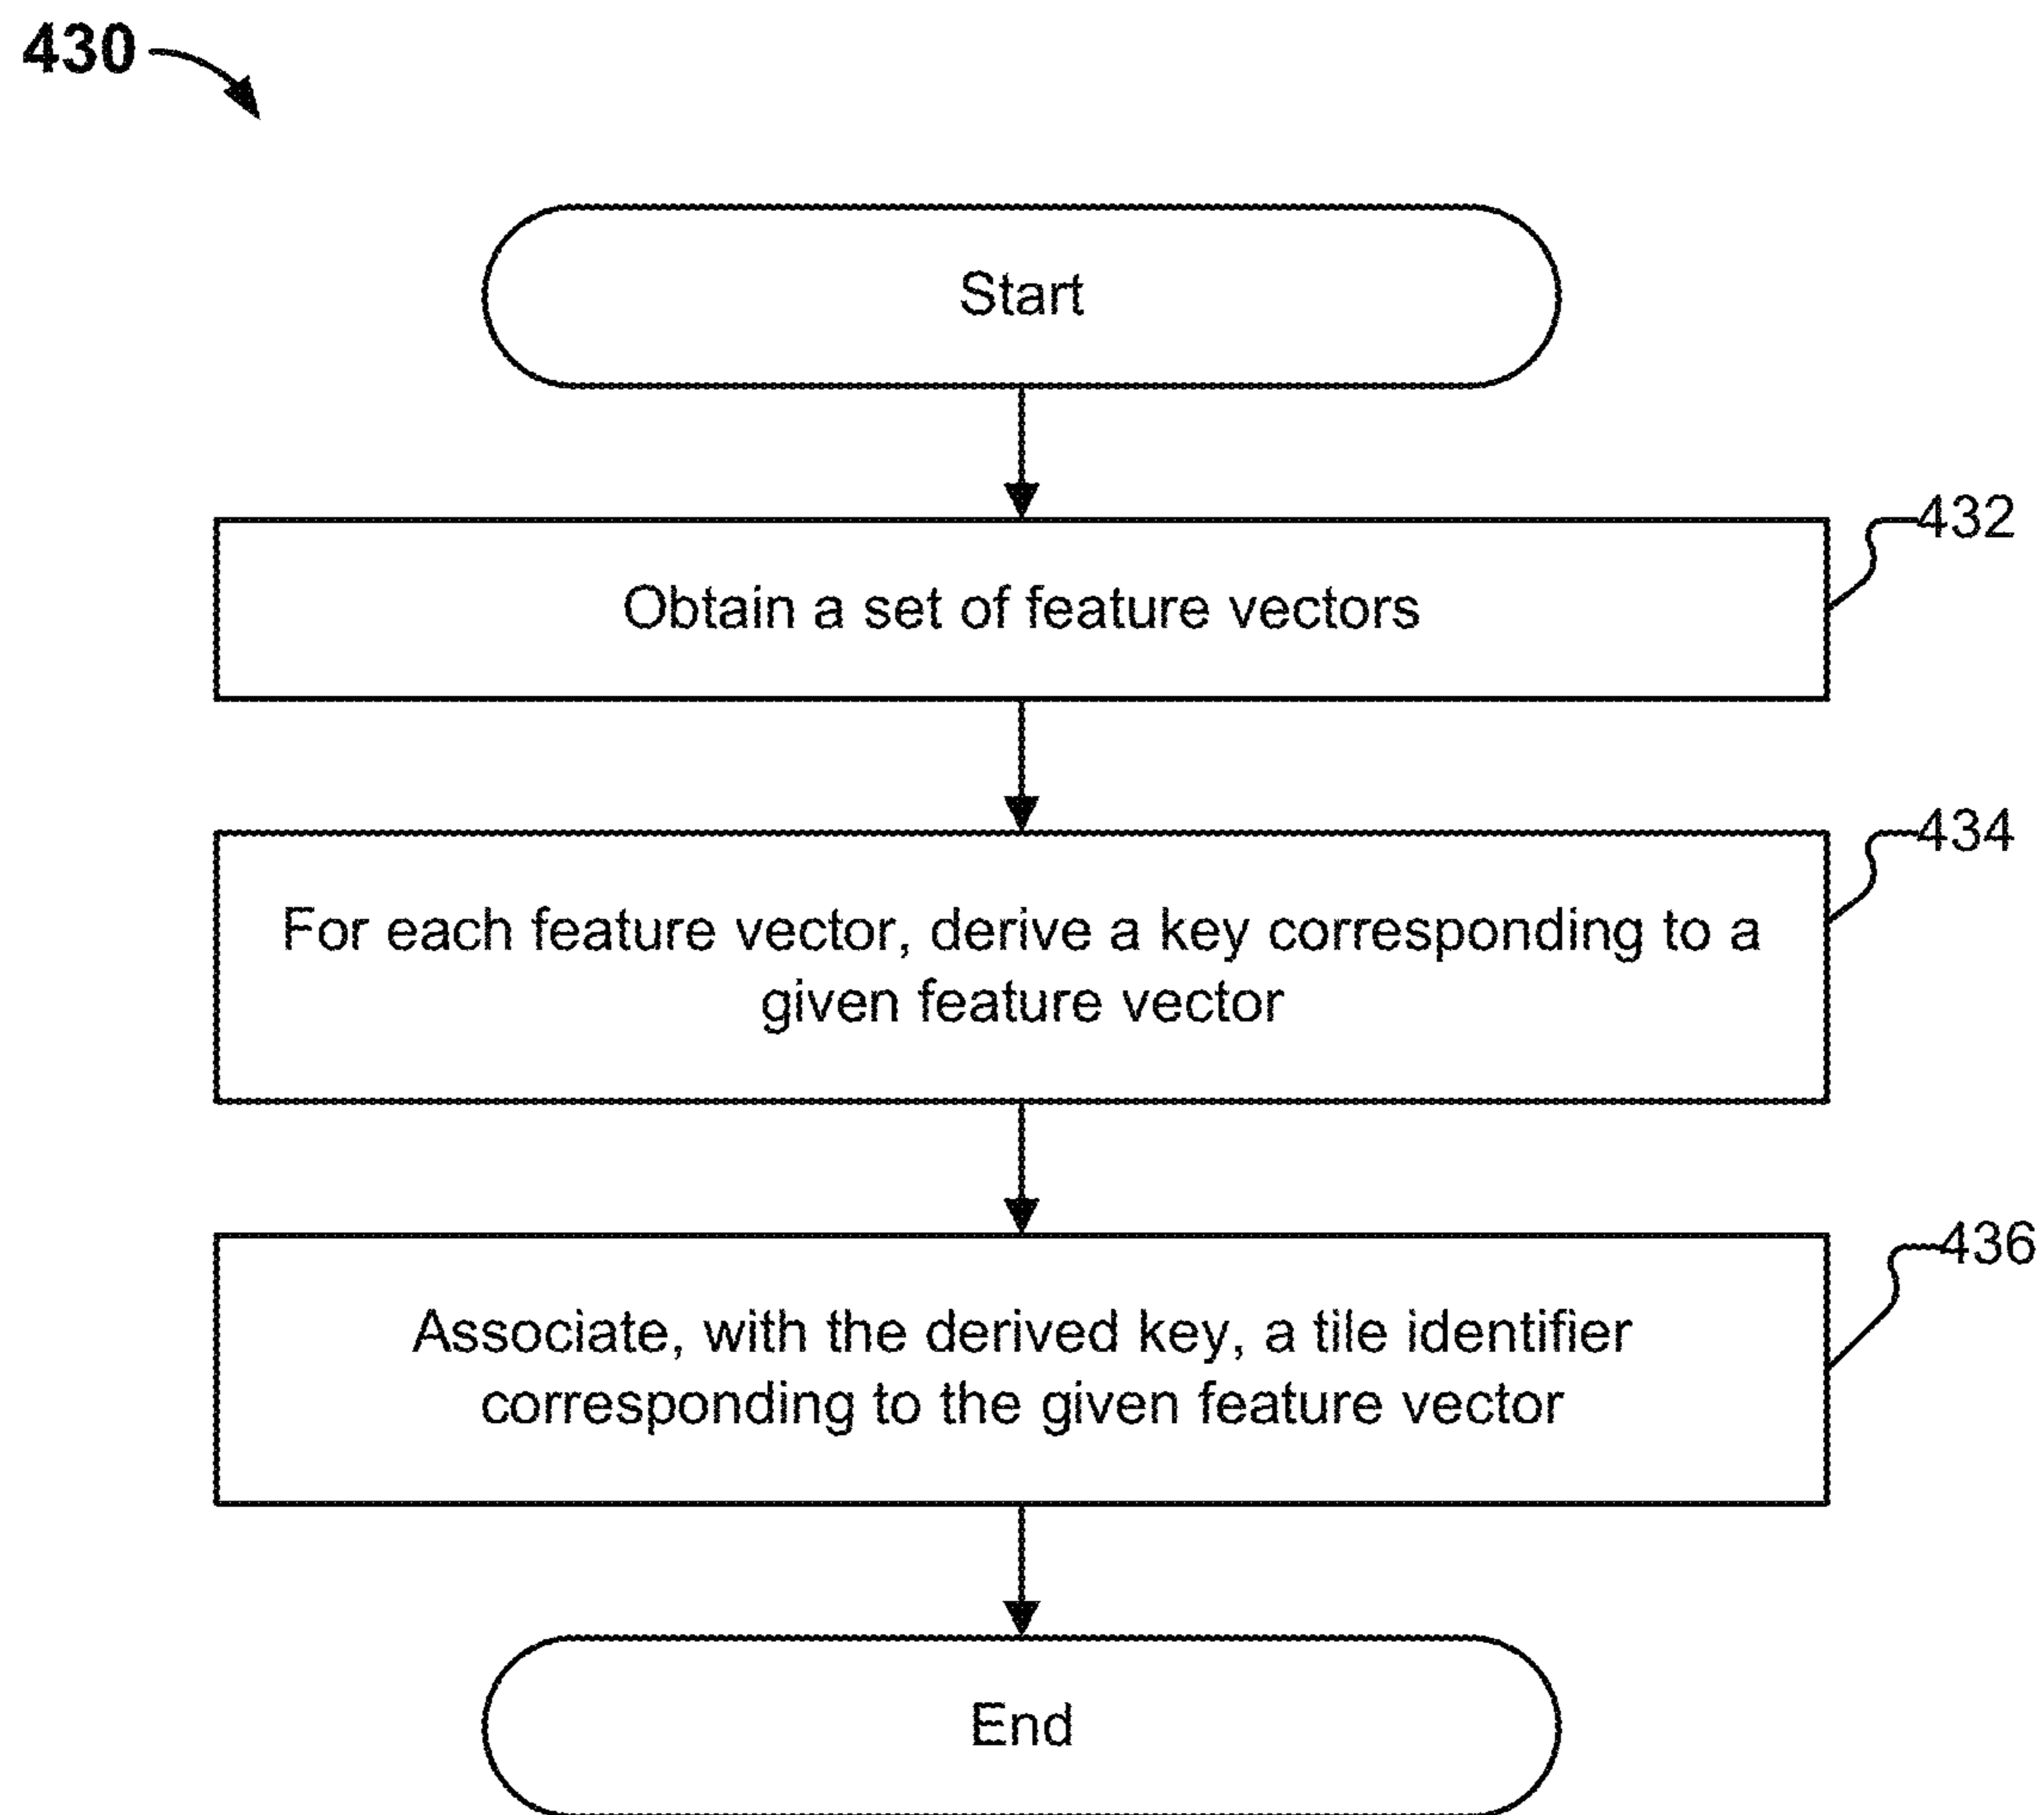 430
Start
432
Obtain a set of feature vectors
434
For each feature vector, derive a key corresponding to a
given feature vector
436
Associate, with the derived key, a tile identifier
corresponding to the given feature vector
End